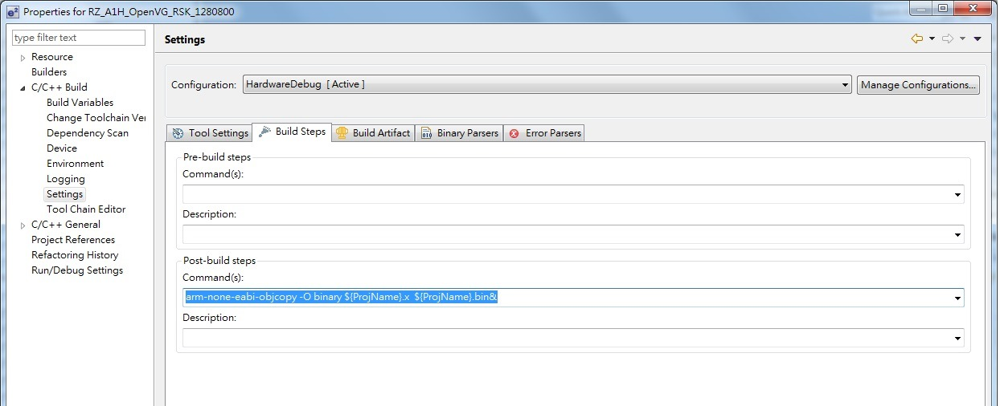 e² Properties for RZ_A1H_OpenVG_RSK_1280800
type filter text
Resource
Builders
C/C++ Build
Build Variables
Change Toolchain Ver
Dependency Scan
Device
Environment
Logging
Settings
Tool Chain Editor
C/C++ General
Project References
Refactoring History
Run/Debug Settings
Settings
Configuration: HardwareDebug [ Active ] Manage Configurations...
Tool Settings Build Steps Build Artifact 010 Binary Parsers Error Parsers
Pre-build steps
Command(s):
Description:
Post-build steps
Command(s):
arm-none-eabi-objcopy -O binary ${ProjName}.x  ${ProjName}.bin&
Description: